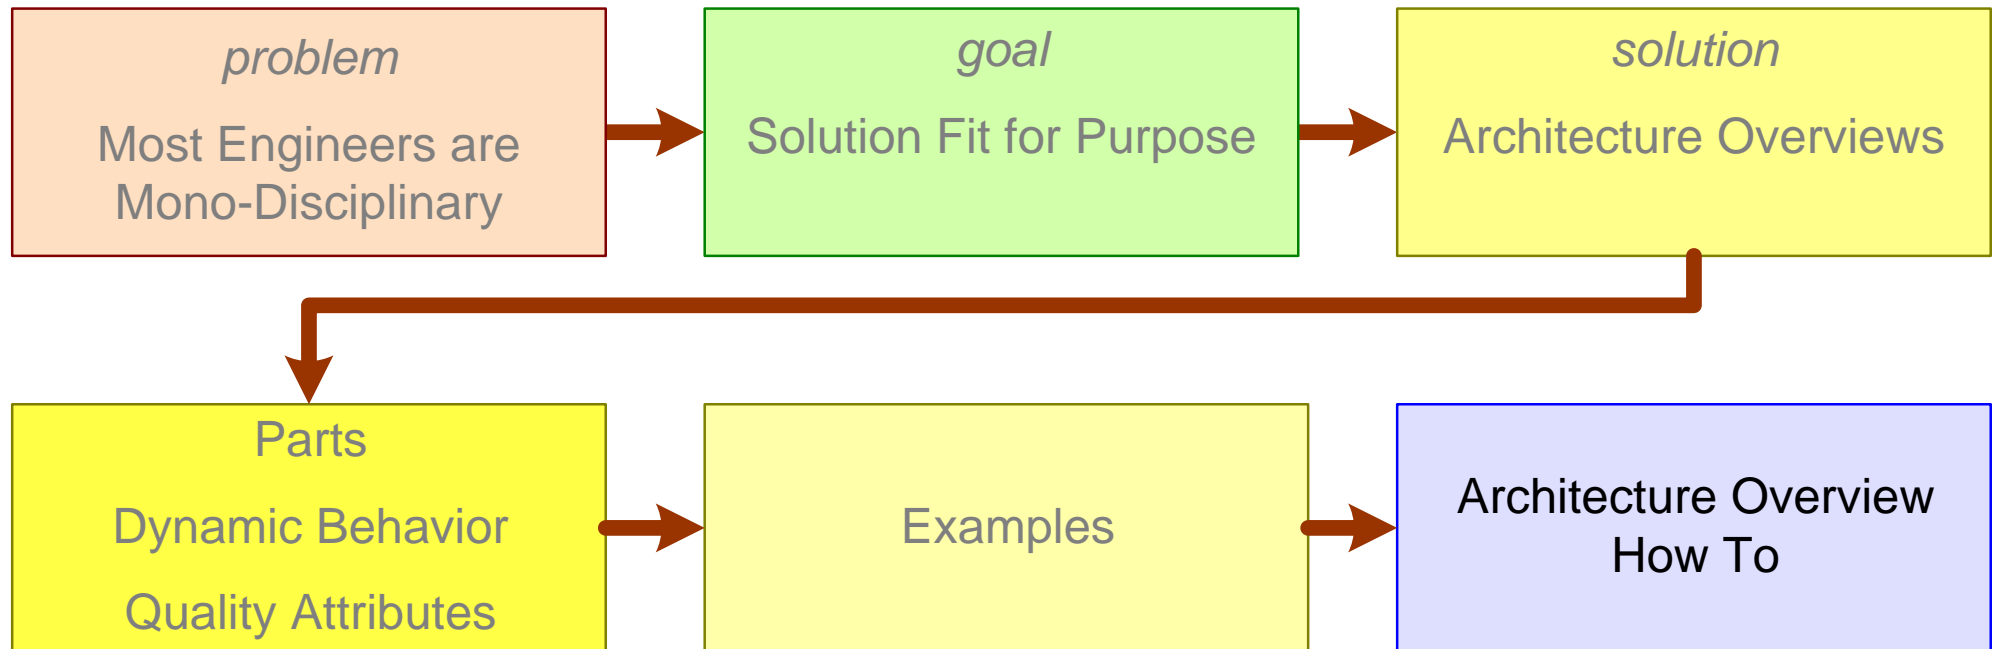 problem
Most Engineers are
Mono-Disciplinary
goal
Solution Fit for Purpose
solution
Architecture Overviews
Parts
Dynamic Behavior
Quality Attributes
Examples
Architecture Overview
How To